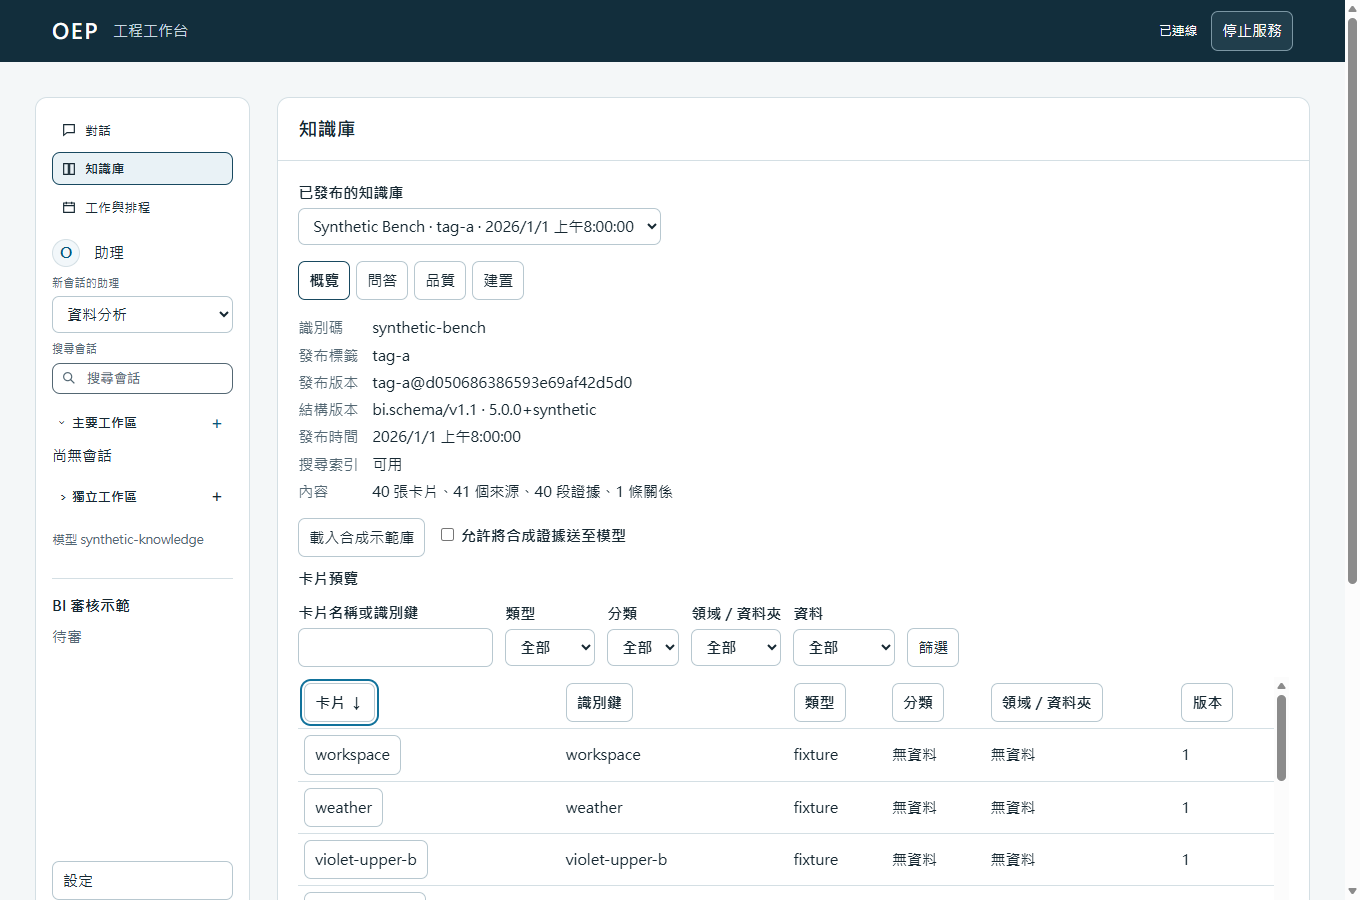 OEP 工程工作台 已連線 停止服務
對話
知識庫
工作與排程
O 助理
新會話的助理
資料分析
搜尋會話
搜尋會話
主要工作區 +
尚無會話
獨立工作區 +
模型 synthetic-knowledge
BI 審核示範
待審
設定
知識庫
已發布的知識庫
Synthetic Bench · tag-a · 2026/1/1 上午8:00:00
概覽 問答 品質 建置
識別碼 synthetic-bench
發布標籤 tag-a
發布版本 tag-a@d050686386593e69af42d5d0
結構版本 bi.schema/v1.1 · 5.0.0+synthetic
發布時間 2026/1/1 上午8:00:00
搜尋索引 可用
內容 40 張卡片、41 個來源、40 段證據、1 條關係
載入合成示範庫 允許將合成證據送至模型
卡片預覽
卡片名稱或識別鍵 類型 分類 領域 / 資料夾 資料
全部 全部 全部 全部 篩選
卡片 ↓ 識別鍵 類型 分類 領域 / 資料夾 版本
workspace workspace fixture 無資料 無資料 1
weather weather fixture 無資料 無資料 1
violet-upper-b violet-upper-b fixture 無資料 無資料 1